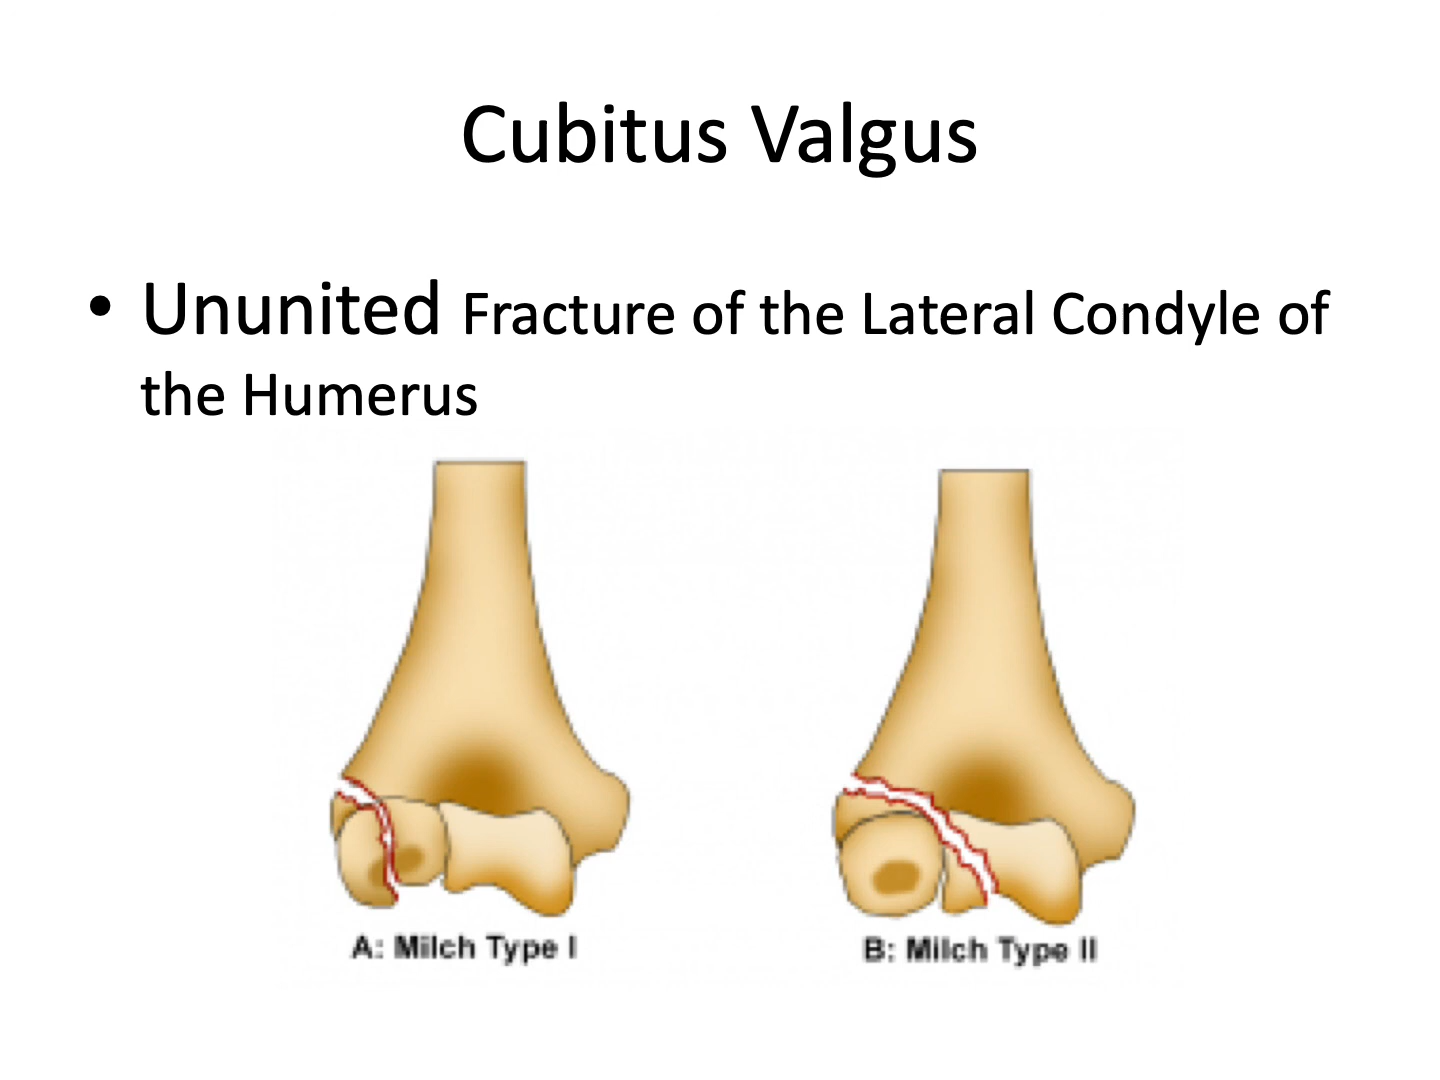 Cubitus Valgus
• Ununited Fracture of the Lateral Condyle of
the Humerus
A: Milch Type I
B: Milch Type II